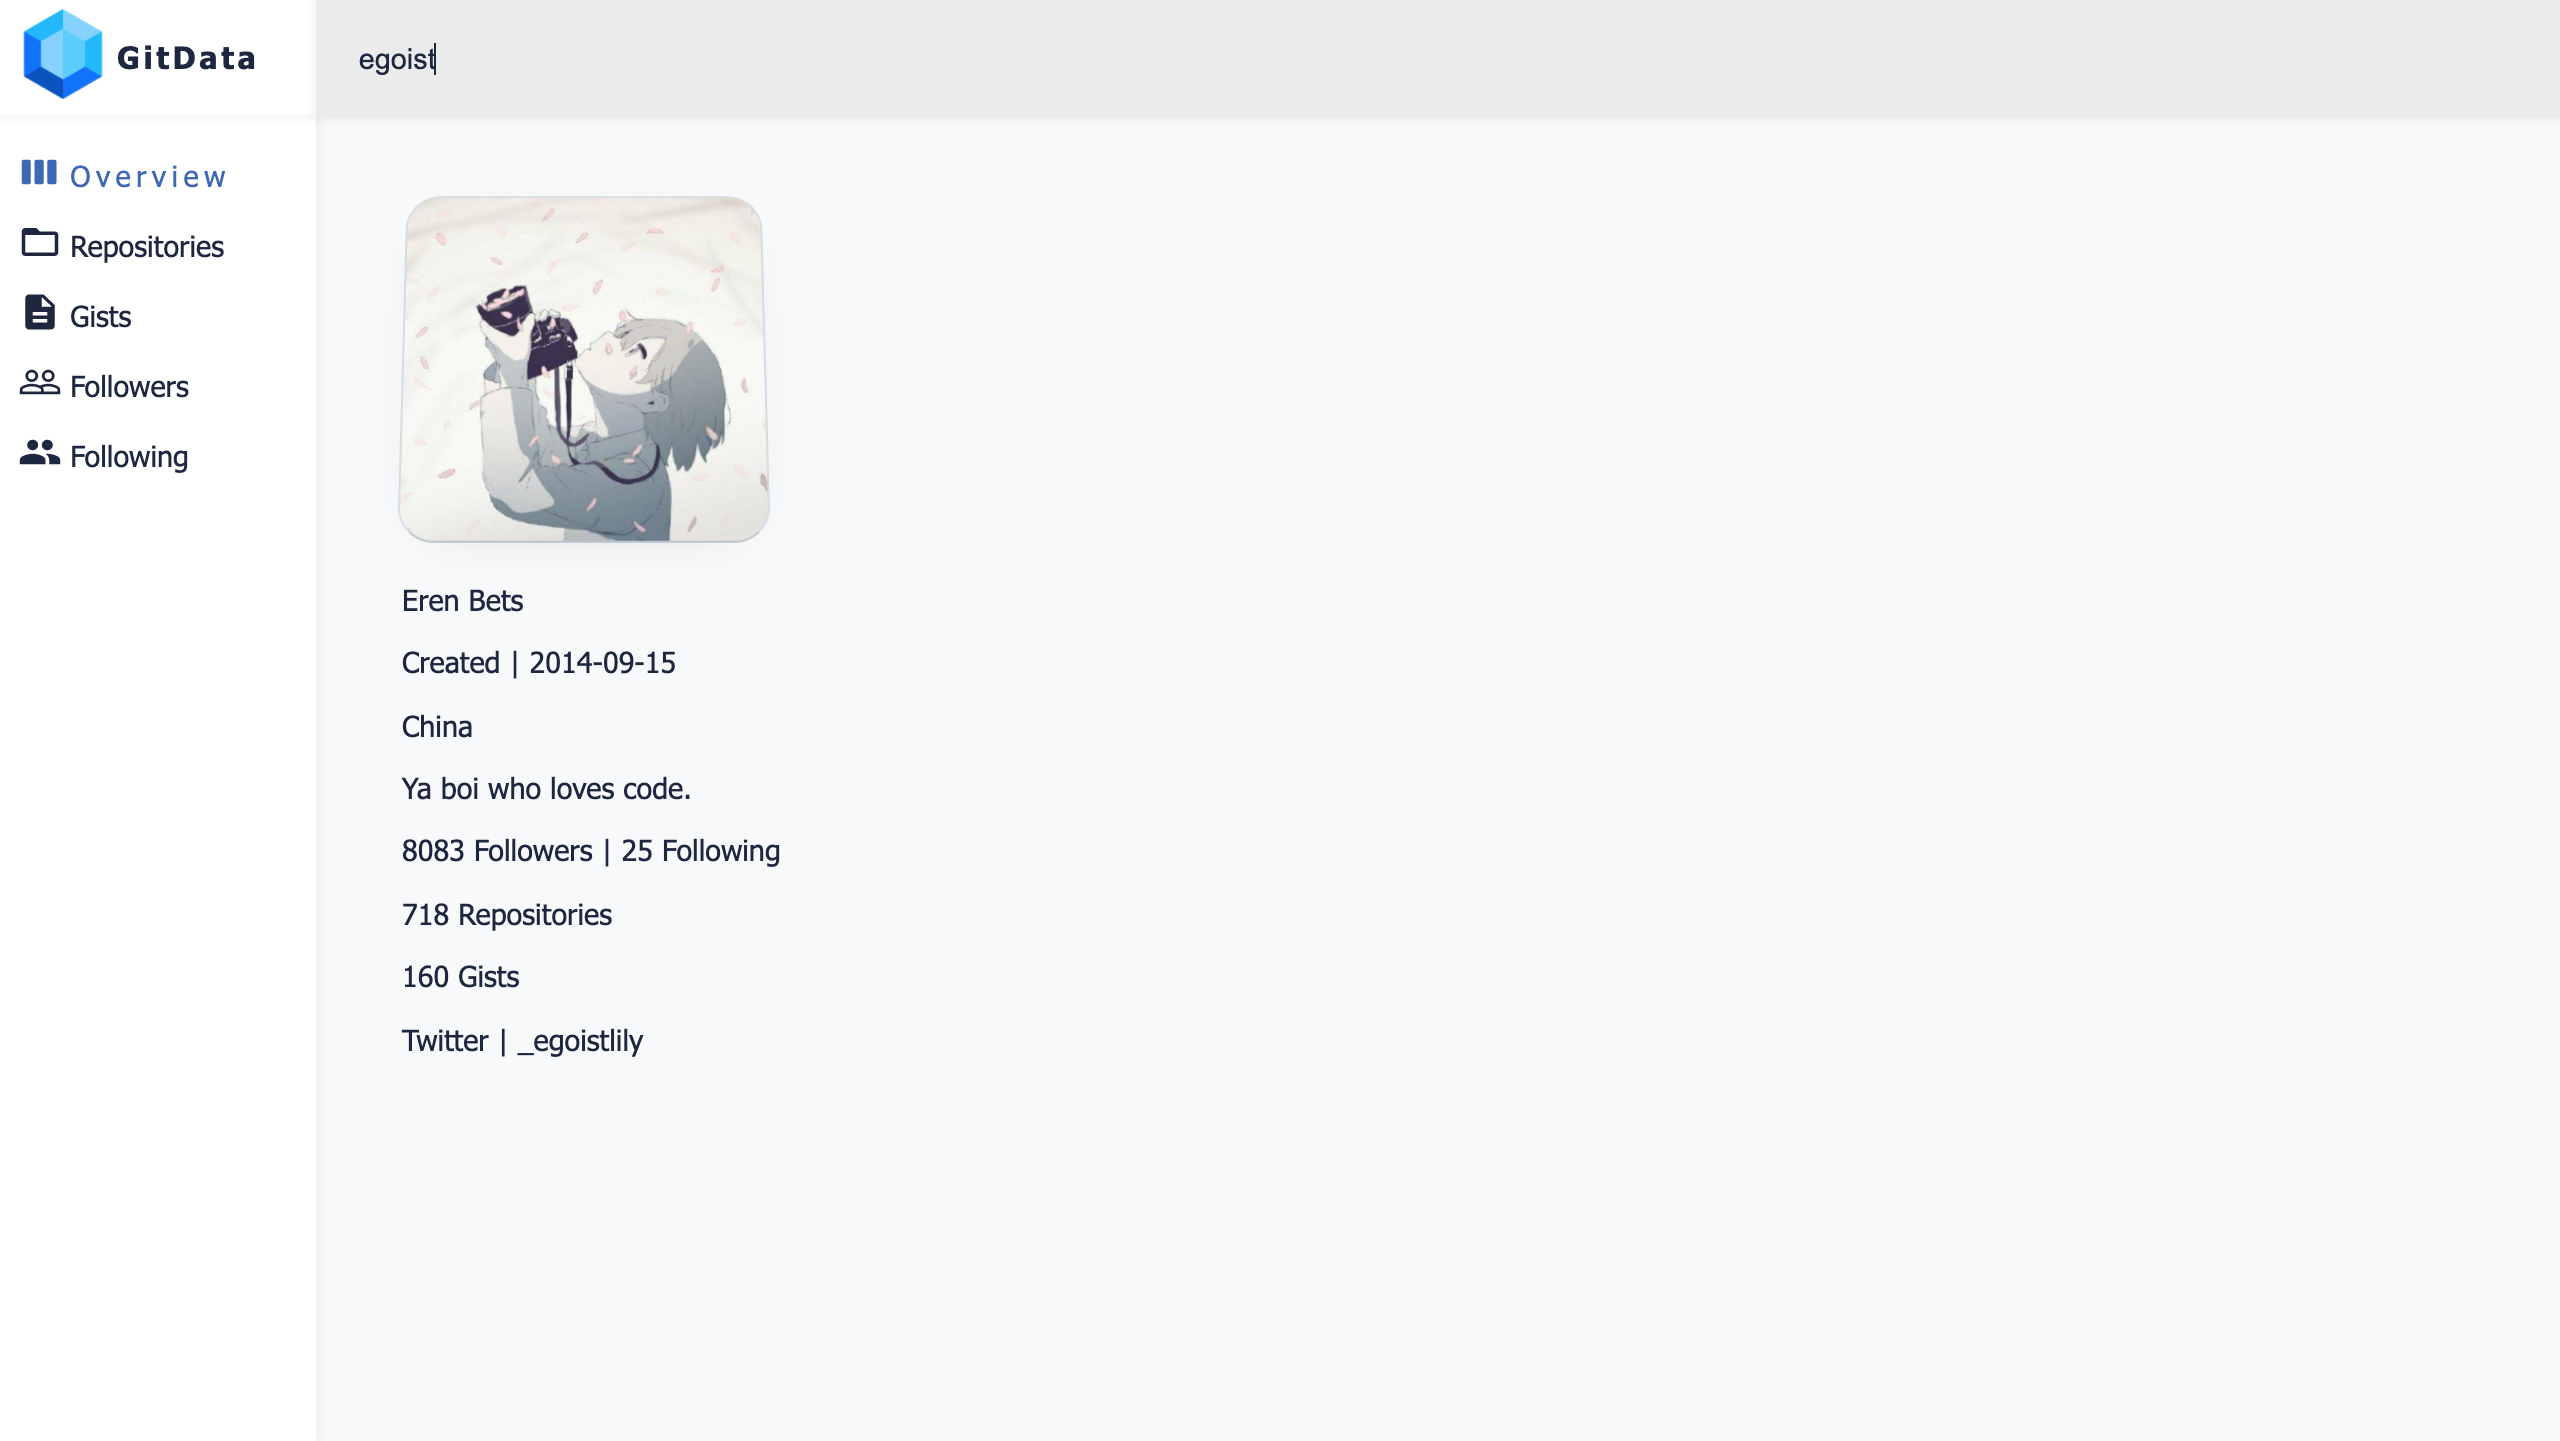 GitData
egoist
Overview
Repositories
Gists
Followers
Following
Eren Bets
Created | 2014-09-15
China
Ya boi who loves code.
8083 Followers | 25 Following
718 Repositories
160 Gists
Twitter | _egoistlily